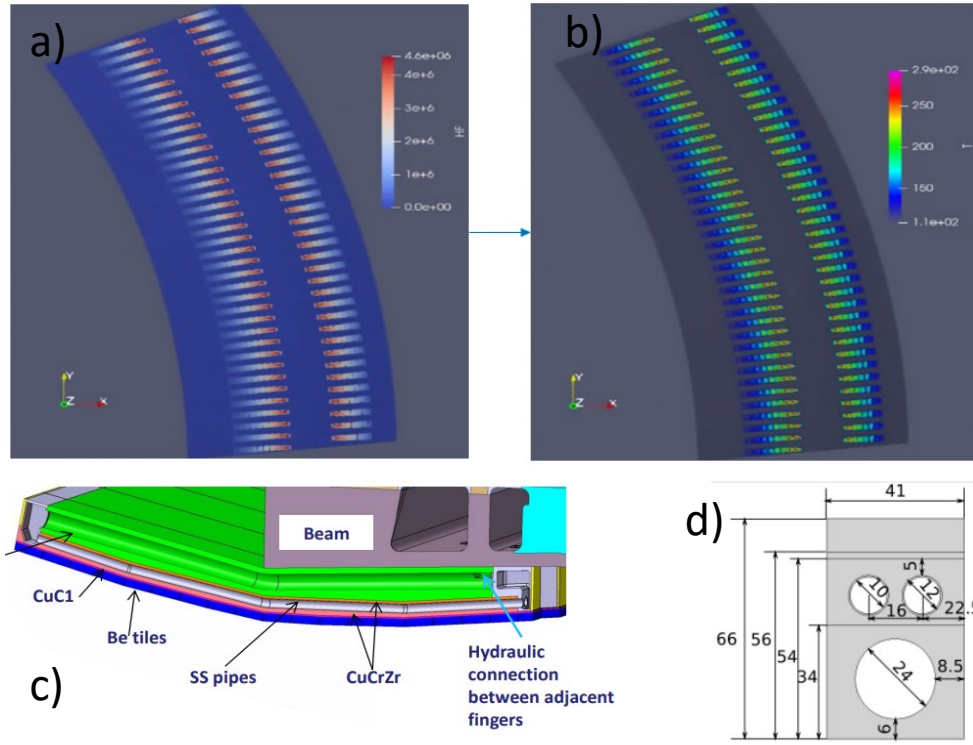 a)
4.6e+06
4e+6
3e+6
2e+6
1e+6
0.0e+00
HF
Y
Z
X
b)
2.9e+02
250
200
150
1.1e+02
T
Y
Z
X
Beam
CuC1
Be tiles
SS pipes
CuCrZr
Hydraulic
connection
between adjacent
fingers
c)
d)
41
5
10
12
16
22.5
66
56
54
34
24
8.5
6